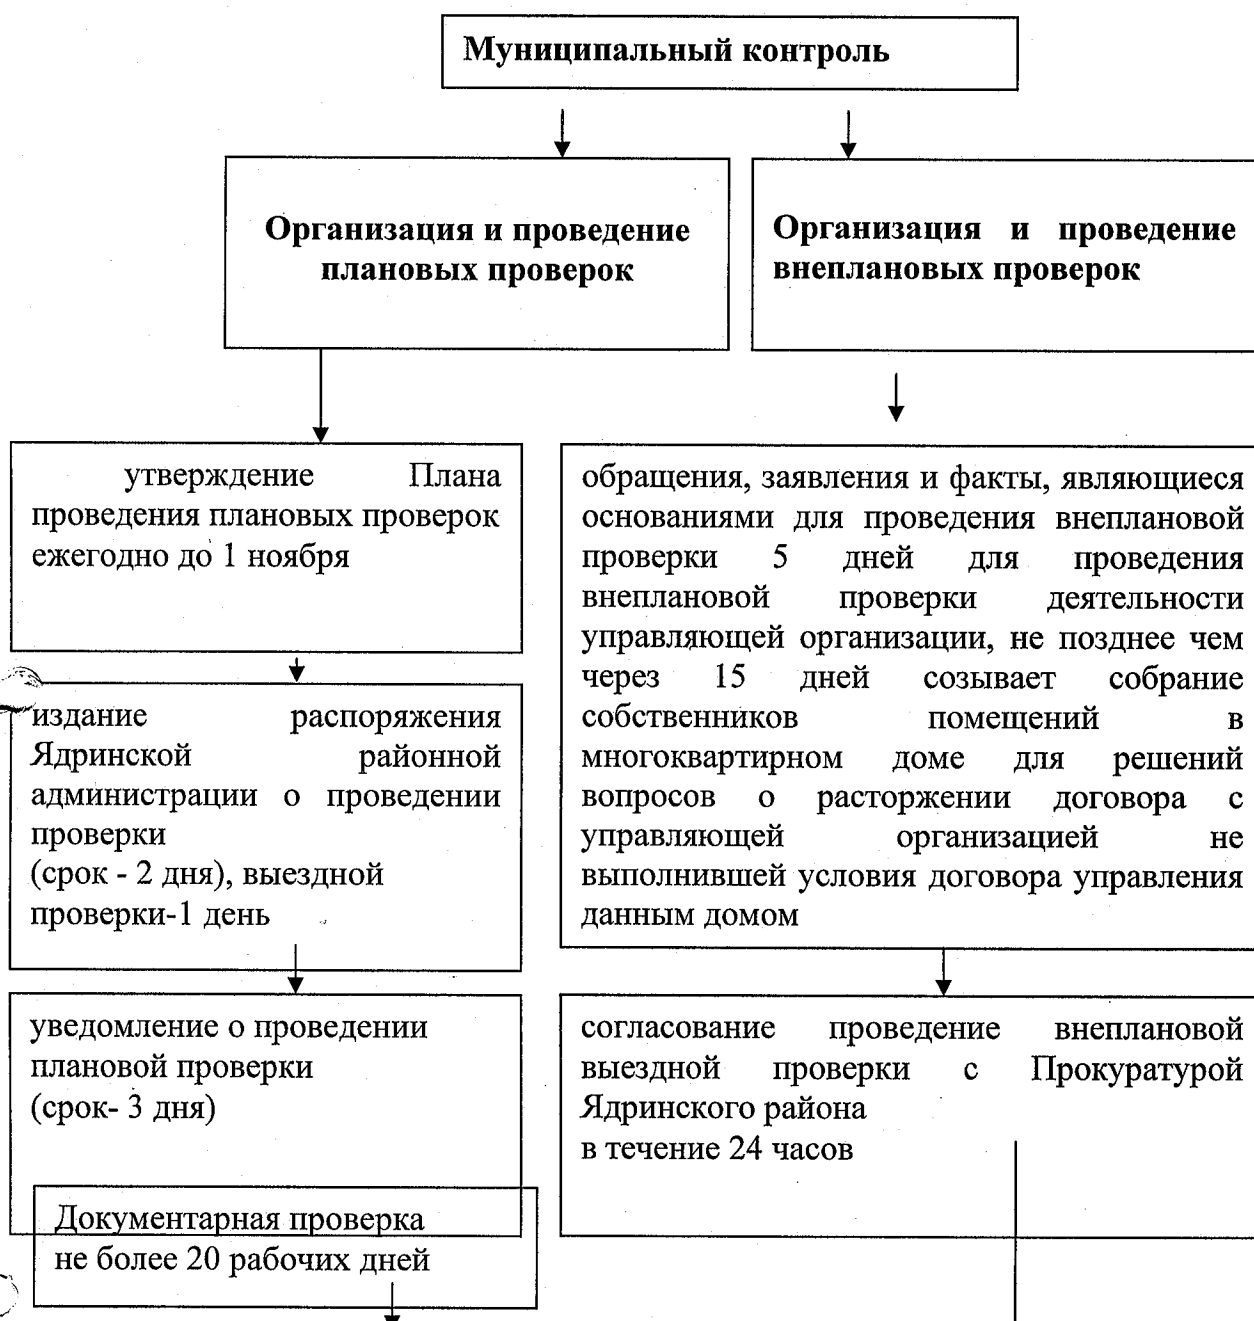 Муниципальный контроль
Организация и проведение
плановых проверок
Организация и проведение
внеплановых проверок
утверждение Плана
проведения плановых проверок
ежегодно до 1 ноября
издание распоряжения
Ядринской районной
администрации о проведении
проверки
(срок - 2 дня), выездной
проверки-1 день
уведомление о проведении
плановой проверки
(срок- 3 дня)
Документарная проверка
не более 20 рабочих дней
обращения, заявления и факты, являющиеся
основаниями для проведения внеплановой
проверки 5 дней для проведения
внеплановой проверки деятельности
управляющей организации, не позднее чем
через 15 дней созывает собрание
собственников помещений в
многоквартирном доме для решений
вопросов о расторжении договора с
управляющей организацией не
выполнившей условия договора управления
данным домом
согласование проведение внеплановой
выездной проверки с Прокуратурой
Ядринского района
в течение 24 часов